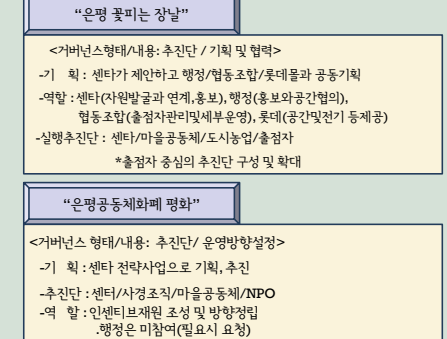 “은평 꽃피는 장날”
<거버넌스형태/내용: 추진단 / 기획 및 협력>
-기 획 : 센타가 제안하고 행정/협동조합/롯데몰과 공동기획
-역할 : 센타(자원발굴과 연계,홍보), 행정(홍보와공간협의),
협동조합(출점자관리및세부운영), 롯데(공간및전기 등제공)
-실행추진단 : 센타/마을공동체/도시농업/출점자
*출점자 중심의 추진단 구성 및 확대
“은평공동체화폐 평화”
<거버넌스 형태/내용: 추진단/ 운영방향설정>
-기 획 : 센타 전략사업으로 기획, 추진
-추진단 : 센터/사경조직/마을공동체/NPO
-역 할 : 인센티브재원 조성 및 방향정립
.행정은 미참여(필요시 요청)